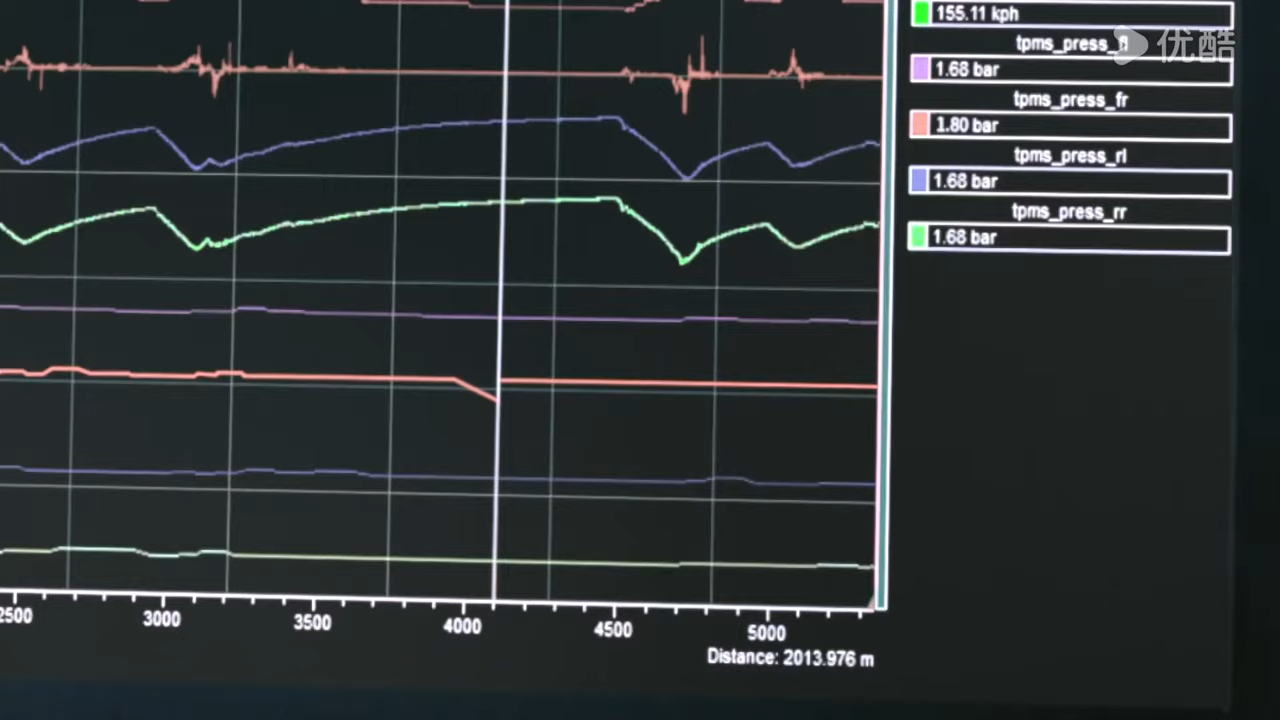 155.11 kph
优酷
tpms_press_fl
1.68 bar
tpms_press_fr
1.80 bar
tpms_press_rl
1.68 bar
tpms_press_rr
1.68 bar
2500
3000
3500
4000
4500
5000
Distance: 2013.976 m